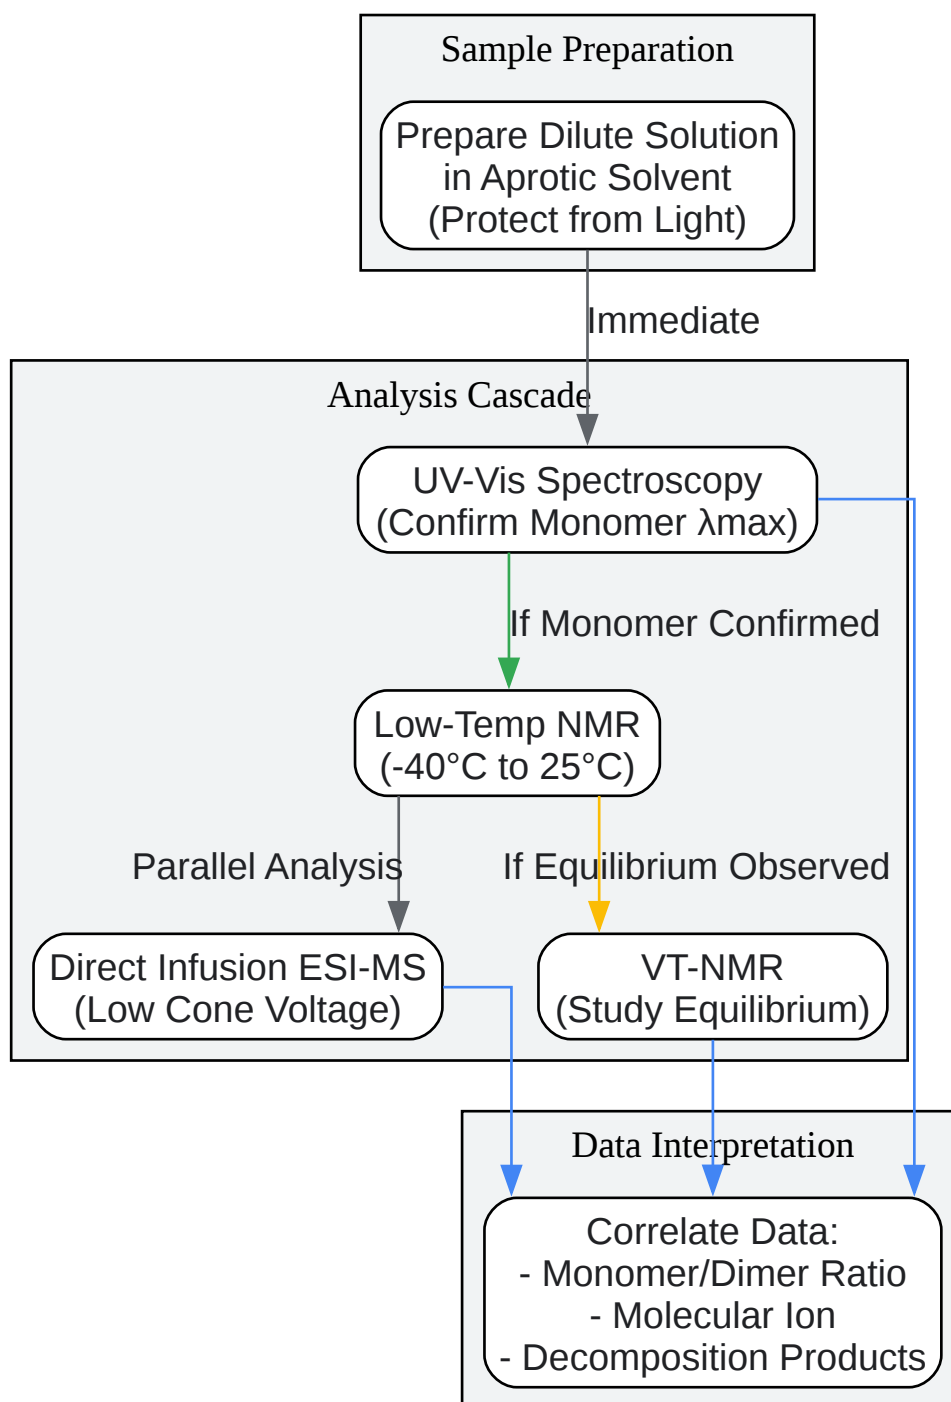 Sample Preparation
Prepare Dilute Solution
in Aprotic Solvent
(Protect from Light)
Immediate
Analysis Cascade
UV-Vis Spectroscopy
(Confirm Monomer λmax)
If Monomer Confirmed
Low-Temp NMR
(-40°C to 25°C)
Parallel Analysis
If Equilibrium Observed
Direct Infusion ESI-MS
(Low Cone Voltage)
VT-NMR
(Study Equilibrium)
Data Interpretation
Correlate Data:
- Monomer/Dimer Ratio
- Molecular Ion
- Decomposition Products